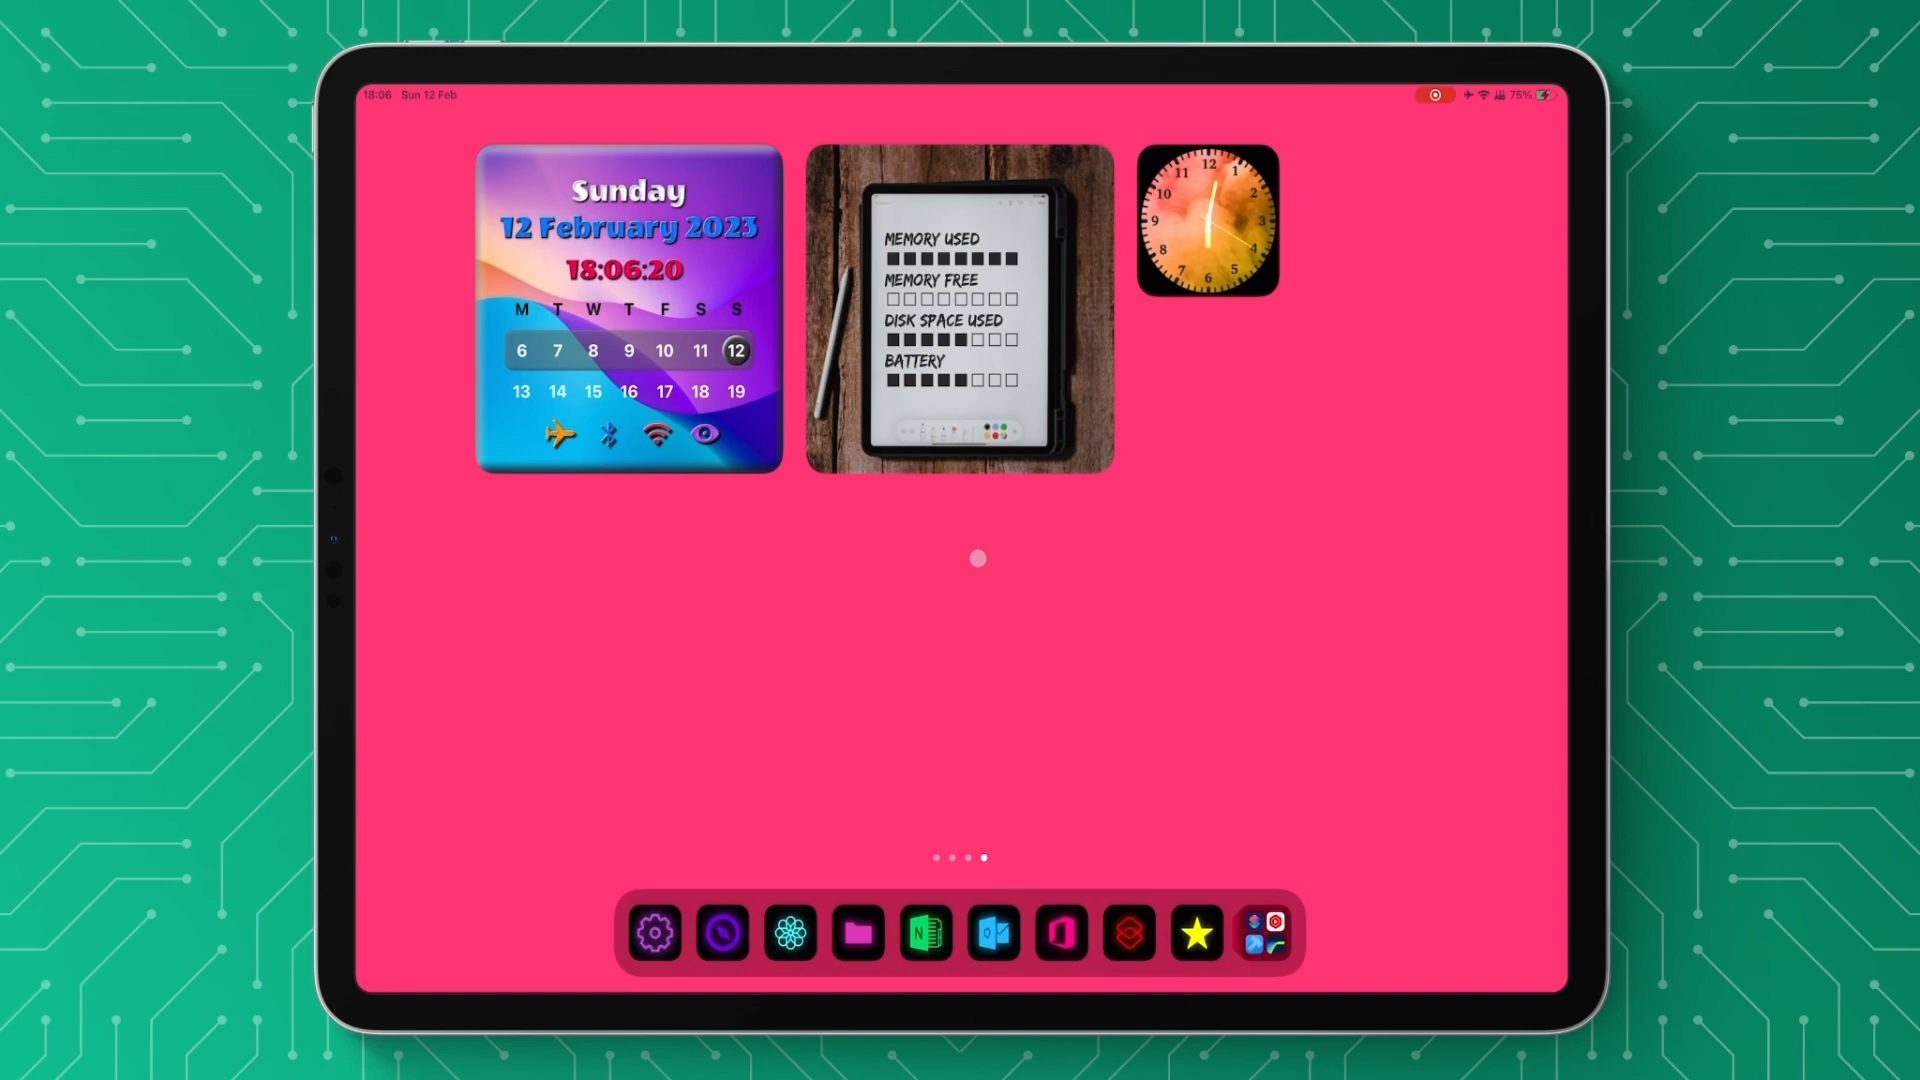 18:06 Sun 12 Feb
75%
Sunday
12 February 2023
18:06:20
M T W T F S S
6 7 8 9 10 11 12
13 14 15 16 17 18 19
MEMORY USED
MEMORY FREE
DISK SPACE USED
BATTERY
12
1
2
3
4
5
6
7
8
9
10
11
N
O